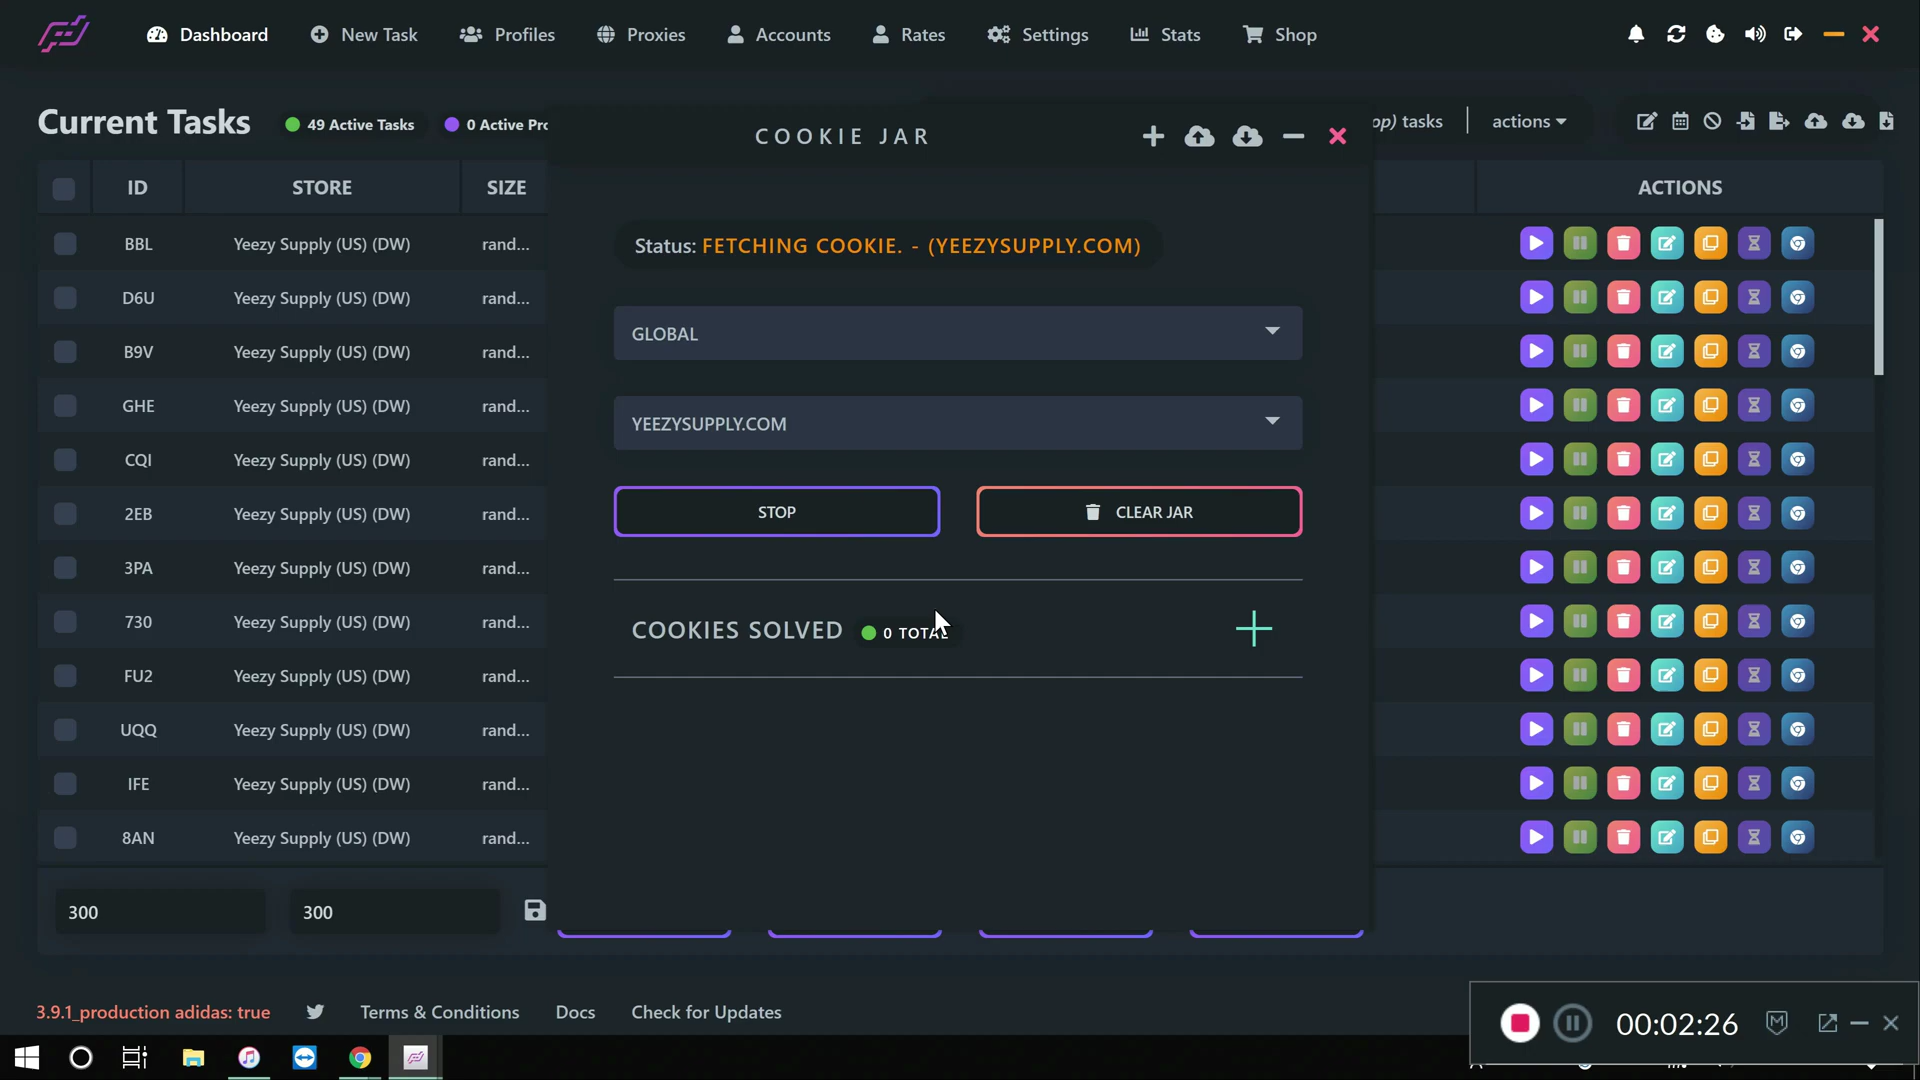 Dashboard New Task Profiles Proxies Accounts Rates Settings Stats Shop
Current Tasks 49 Active Tasks 0 Active Pro
COOKIE JAR
op) tasks actions
ID STORE SIZE ACTIONS
Status: FETCHING COOKIE. - (YEEZYSUPPLY.COM)
GLOBAL
YEEZYSUPPLY.COM
STOP CLEAR JAR
COOKIES SOLVED 0 TOTAL
BBL Yeezy Supply (US) (DW) rand...
D6U Yeezy Supply (US) (DW) rand...
B9V Yeezy Supply (US) (DW) rand...
GHE Yeezy Supply (US) (DW) rand...
CQI Yeezy Supply (US) (DW) rand...
2EB Yeezy Supply (US) (DW) rand...
3PA Yeezy Supply (US) (DW) rand...
730 Yeezy Supply (US) (DW) rand...
FU2 Yeezy Supply (US) (DW) rand...
UQQ Yeezy Supply (US) (DW) rand...
IFE Yeezy Supply (US) (DW) rand...
8AN Yeezy Supply (US) (DW) rand...
300 300
3.9.1_production adidas: true Terms & Conditions Docs Check for Updates
00:02:26